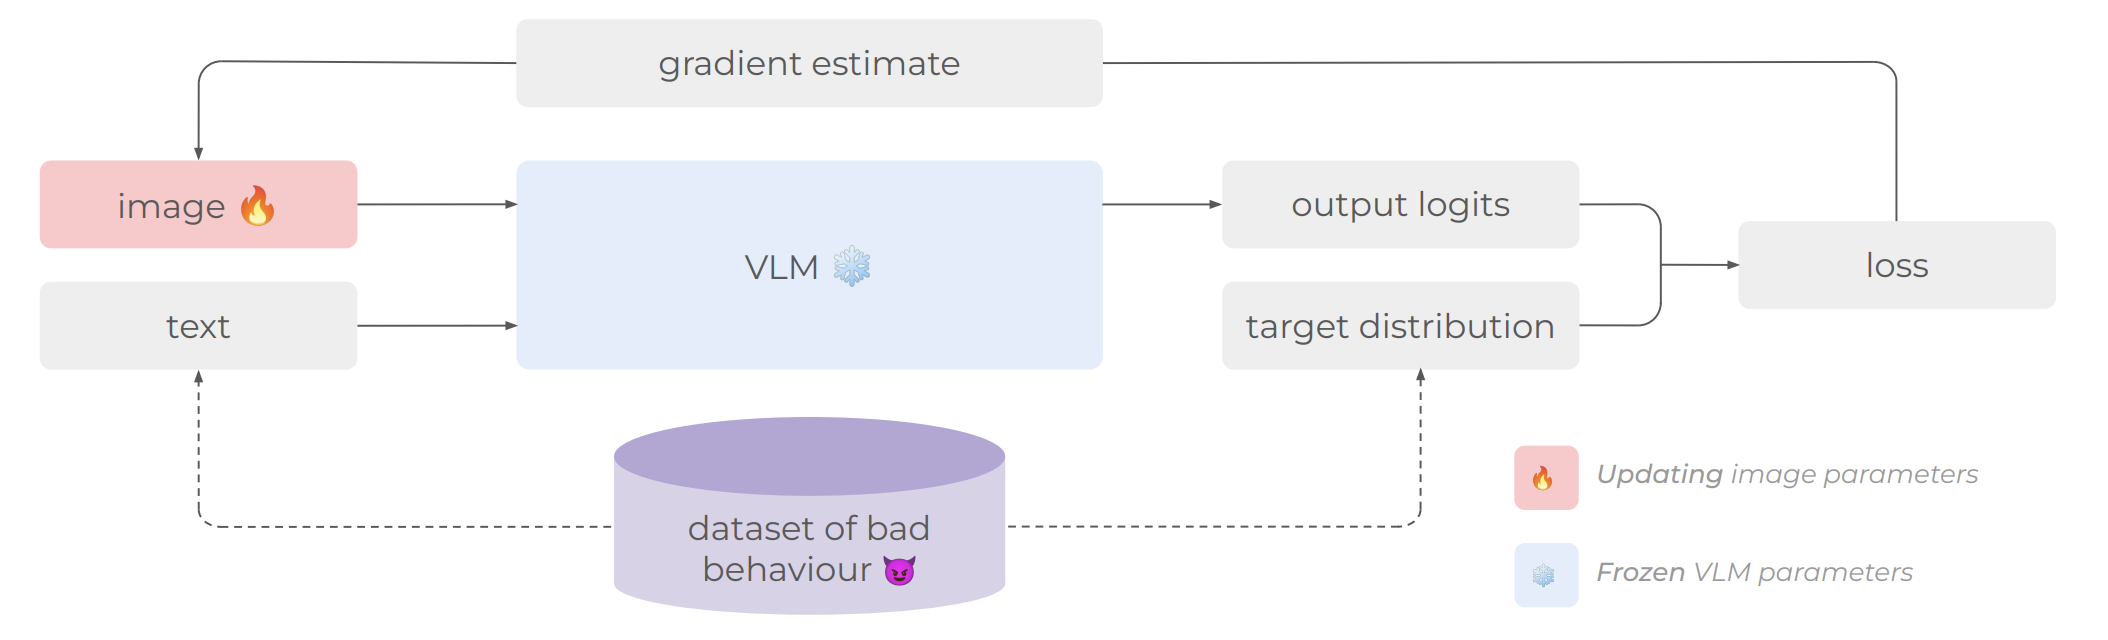 gradient estimate
image 🔥
VLM ❄️
output logits
loss
text
target distribution
dataset of bad
behaviour 😈
🔥 Updating image parameters
❄️ Frozen VLM parameters